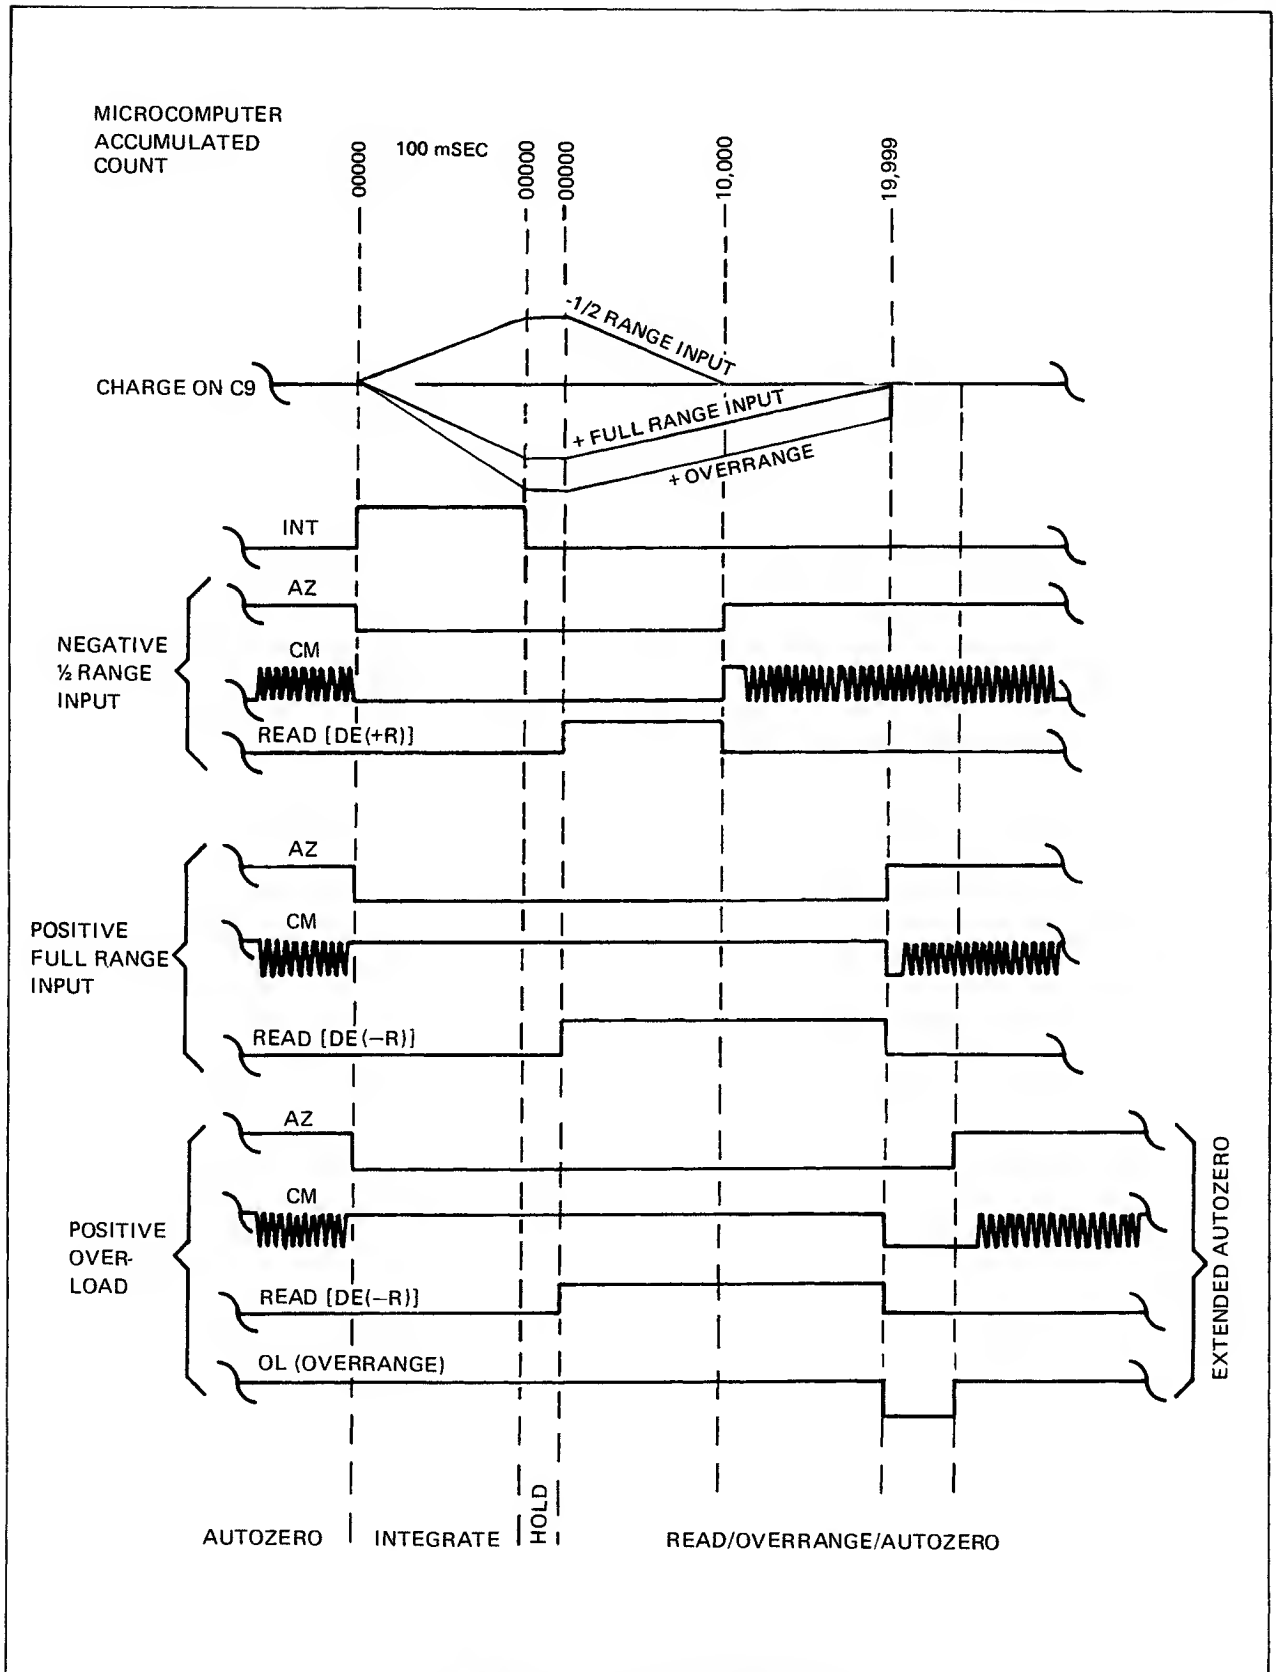 MICROCOMPUTER
ACCUMULATED
COUNT
00000
100 mSEC
00000
00000
10,000
19,999
-1/2 RANGE INPUT
CHARGE ON C9
+ FULL RANGE INPUT
+ OVERRANGE
INT
NEGATIVE
½ RANGE
INPUT
AZ
CM
READ [DE(+R)]
POSITIVE
FULL RANGE
INPUT
AZ
CM
READ [DE(−R)]
POSITIVE
OVER-
LOAD
AZ
CM
READ [DE(−R)]
OL (OVERRANGE)
EXTENDED AUTOZERO
AUTOZERO
INTEGRATE
HOLD
READ/OVERRANGE/AUTOZERO